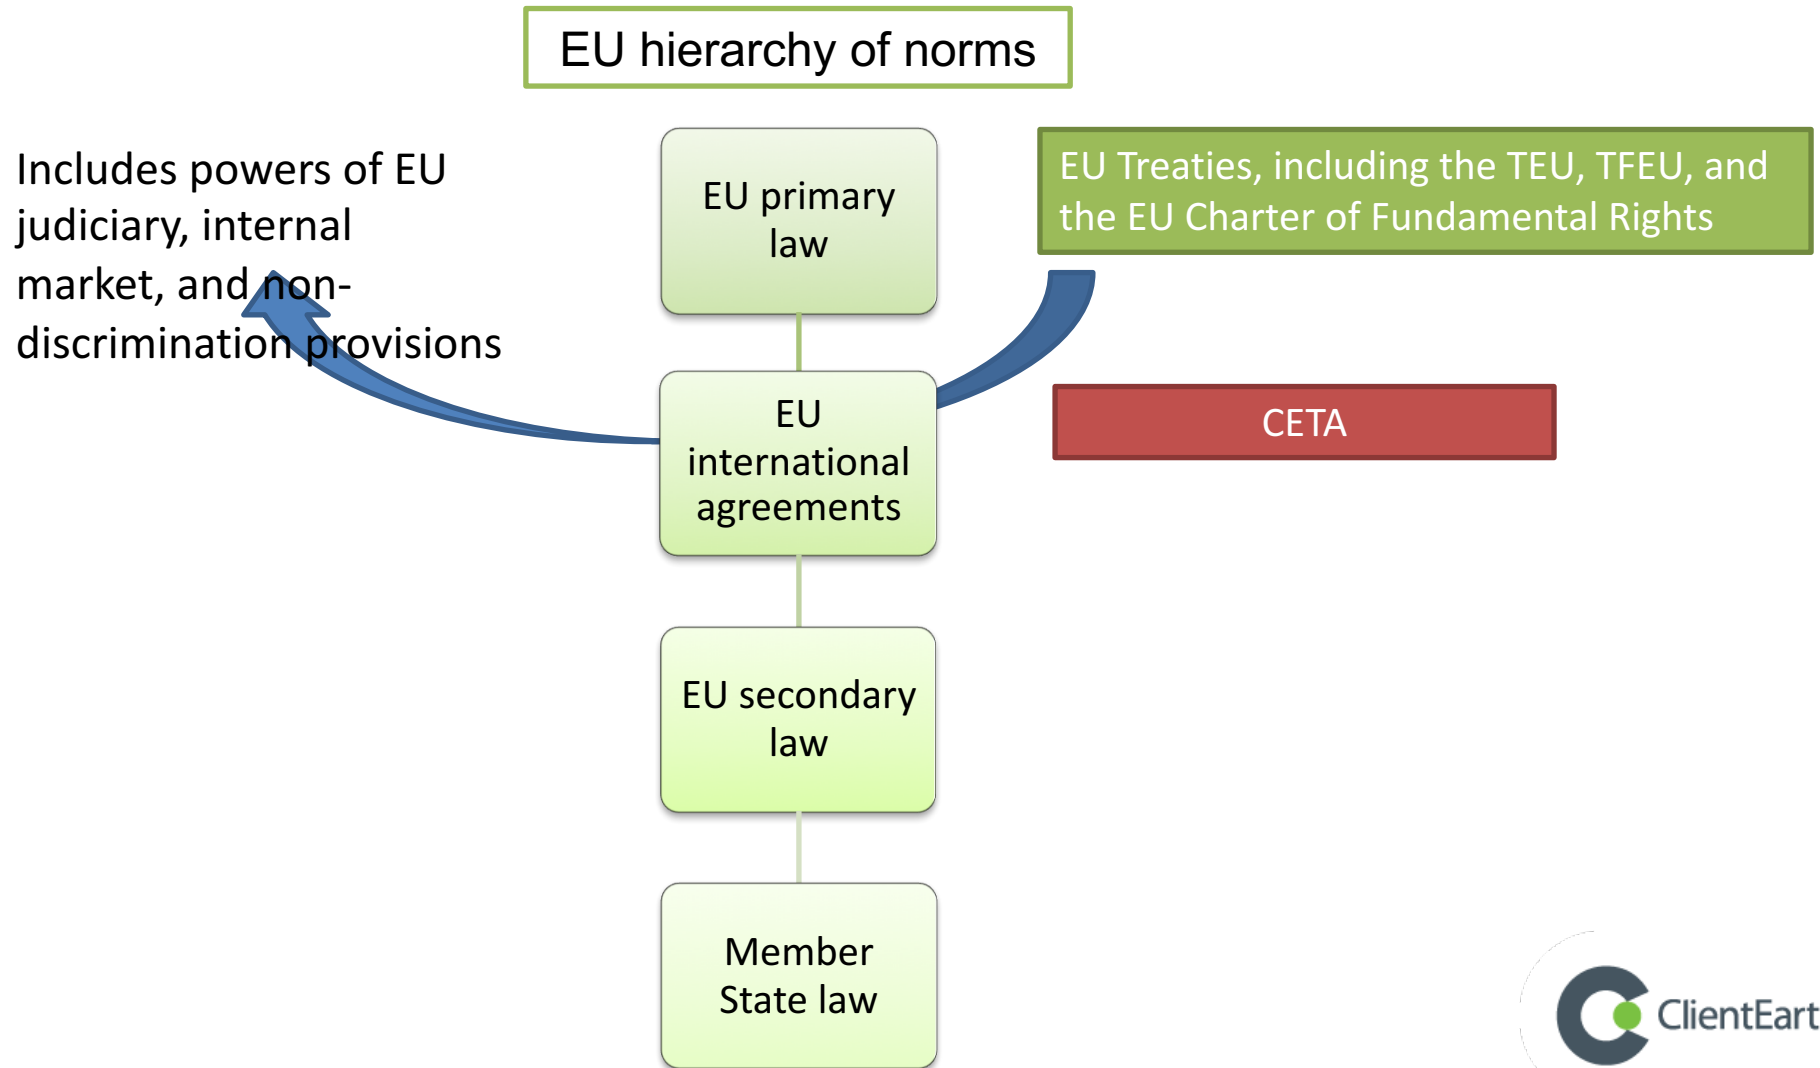 EU hierarchy of norms
Includes powers of EU
judiciary, internal
market, and non-
discrimination provisions
EU primary
law
EU Treaties, including the TEU, TFEU, and
the EU Charter of Fundamental Rights
EU
international
agreements
CETA
EU secondary
law
Member
State law
ClientEart